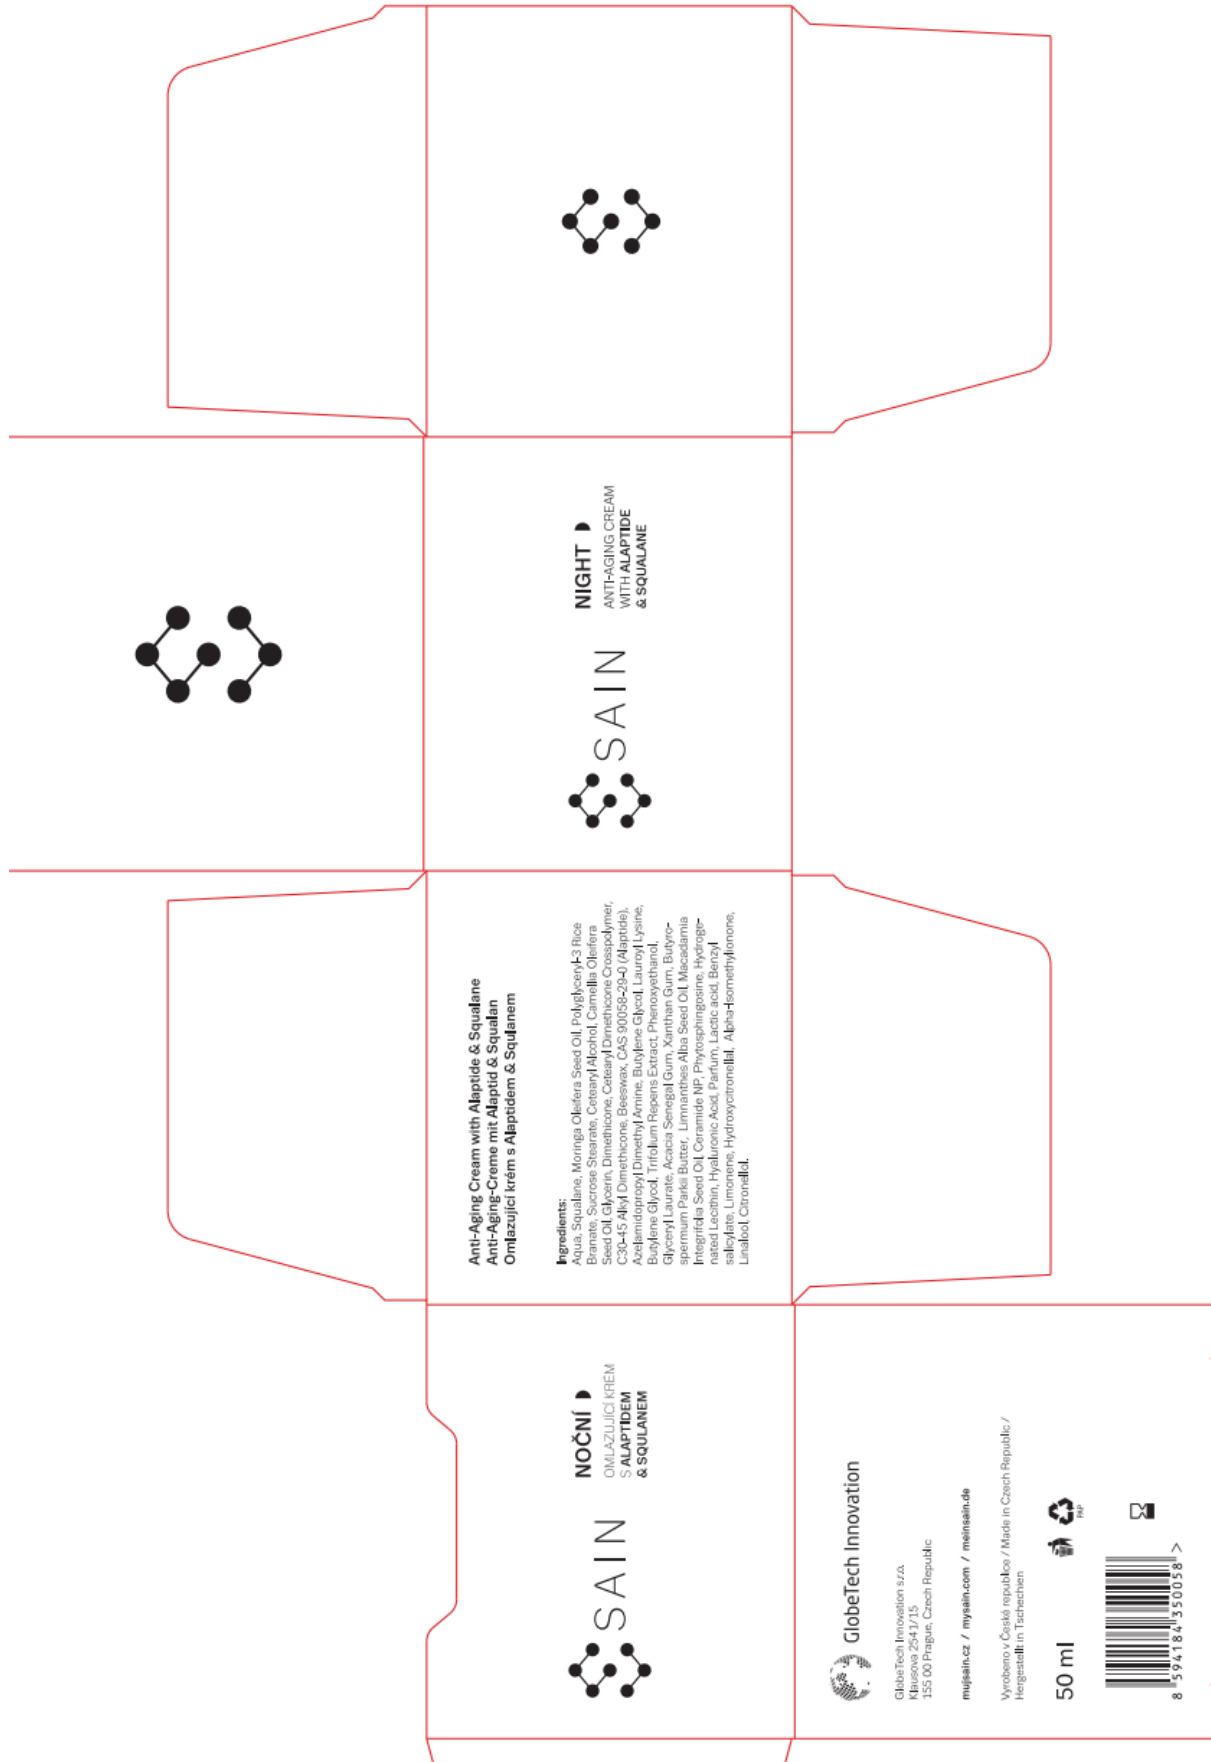 NIGHT
ANTI-AGING CREAM
WITH ALAPTIDE
& SQUALANE
SAIN
Anti-Aging Cream with Alaptide & Squalane
Anti-Aging-Creme mit Alaptid & Squalan
Omlazující krém s Alaptidem & Squlanem
Ingredients:
Aqua, Squalane, Moringa Oleifera Seed Oil, Polyglyceryl-3 Rice
Branate, Sucrose Stearate, Cetearyl Alcohol, Camellia Oleifera
Seed Oil, Glycerin, Dimethicone, Cetearyl Dimethicone Crosspolymer,
C30-45 Alkyl Dimethicone, Beeswax, CAS 90058-29-0 (Alaptide),
Azelamidopropyl Dimethyl Amine, Butylene Glycol, Lauroyl Lysine,
Butylene Glycol, Trifolium Repens Extract, Phenoxyethanol,
Glyceryl Laurate, Acacia Senegal Gum, Xanthan Gum, Butyro-
spermum Parkii Butter, Limnanthes Alba Seed Oil, Macadamia
Integrifolia Seed Oil, Ceramide NP, Phytosphingosine, Hydroge-
nated Lecithin, Hyaluronic Acid, Parfum, Lactic acid, Benzyl
salicylate, Limonene, Hydroxycitronellal, Alpha-Isomethylionone,
Linalool, Citronellol.
NOČNÍ
OMLAZUJÍCÍ KRÉM
S ALAPTIDEM
& SQULANEM
SAIN
GlobeTech Innovation
GlobeTech Innovation s.r.o.
Klausova 2541/15
155 00 Prague, Czech Republic
mujsain.cz / mysain.com / meinsain.de
Vyrobeno v České republice / Made in Czech Republic /
Hergestellt in Tschechien
50 ml
PAP
8 594184 350058 >